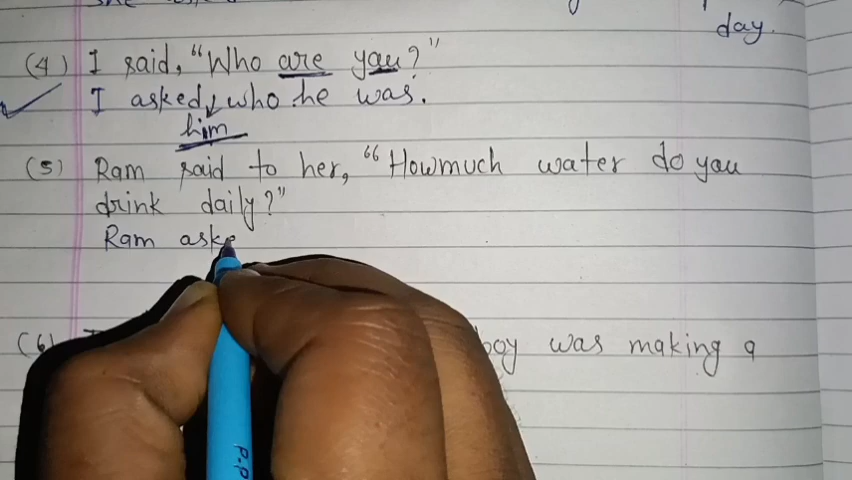 day.
(4) I said, "Who are you?"
I asked, who he was.
him
(5) Ram said to her, "Howmuch water do you
drink daily?"
Ram aske
(6) boy was making a
P.P